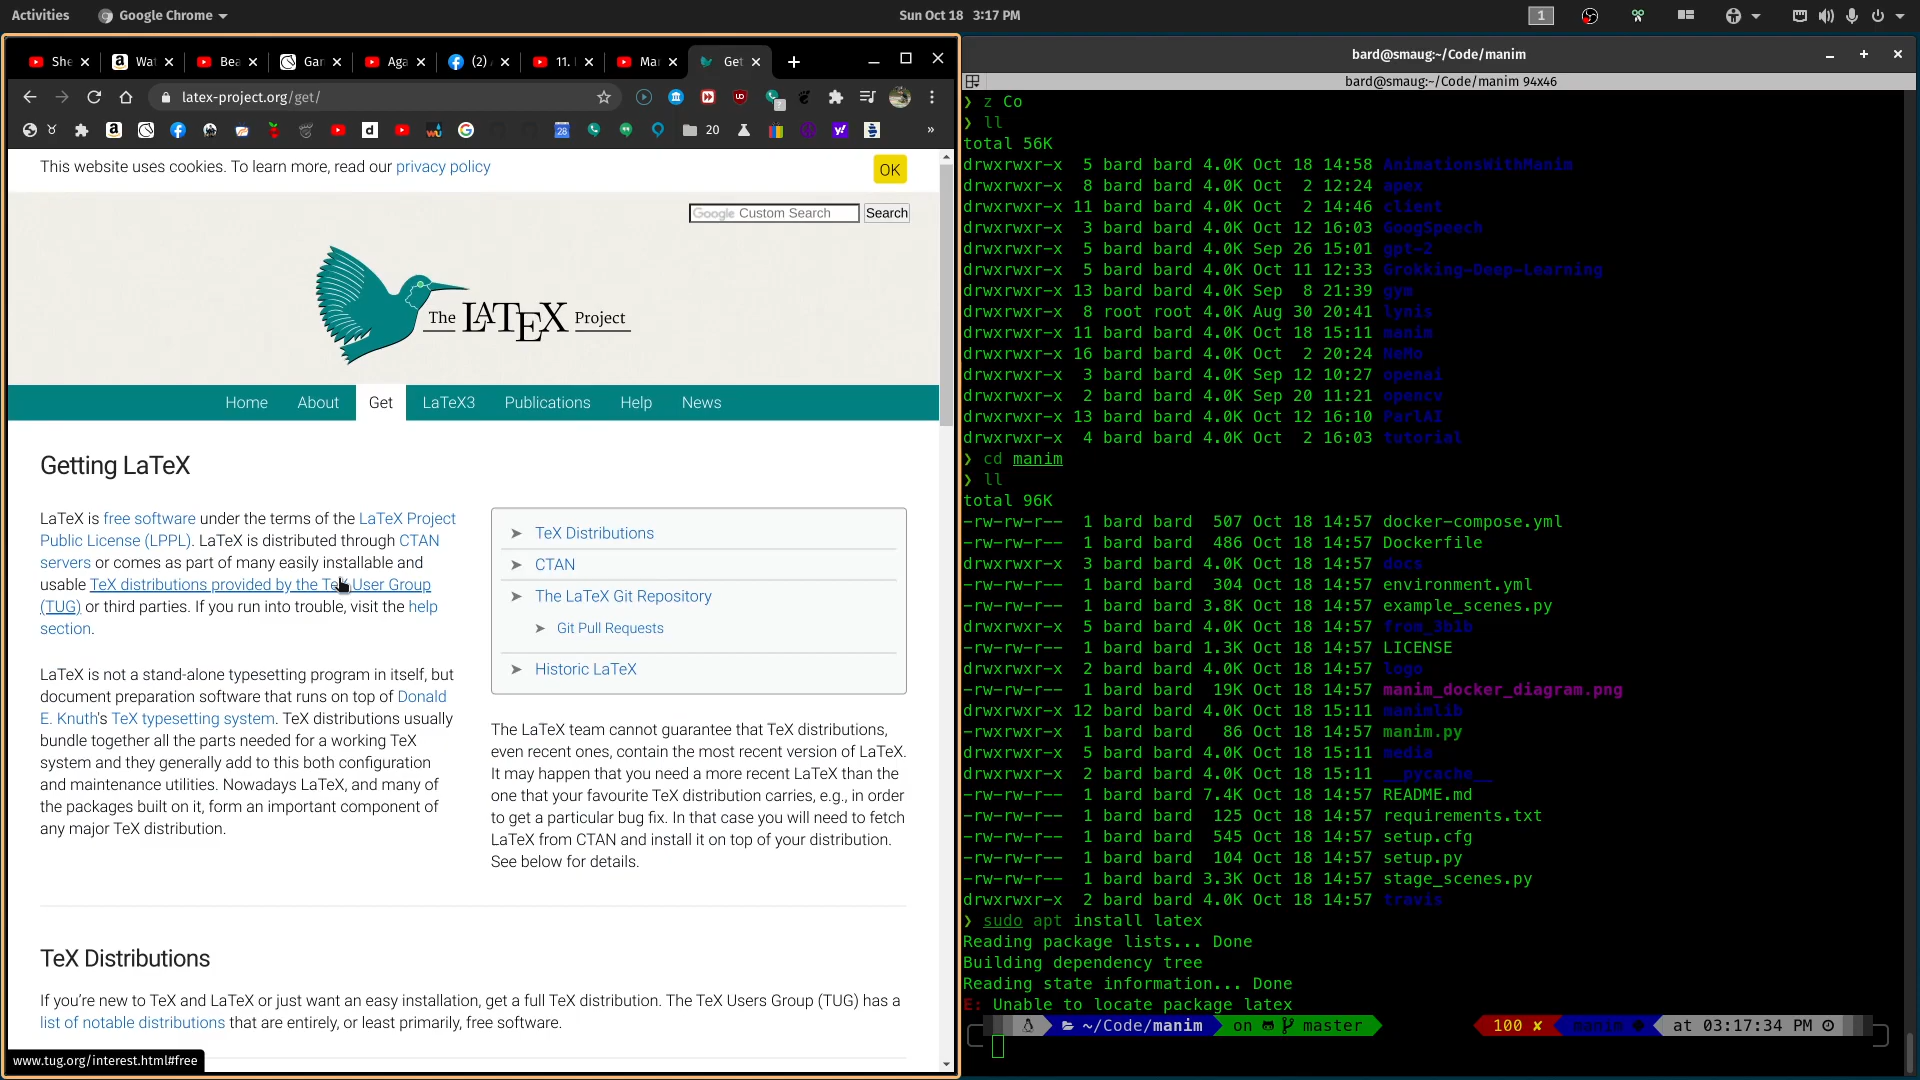 Activities
Google Chrome
Sun Oct 18 3:17 PM
1
She
Wat
Bea
Gar
Aga
(2)
11.
Mar
Get
latex-project.org/get/
28
20
This website uses cookies. To learn more, read our privacy policy
OK
Google Custom Search
Search
The LATEX Project
Home
About
Get
LaTeX3
Publications
Help
News
Getting LaTeX
LaTeX is free software under the terms of the LaTeX Project
Public License (LPPL). LaTeX is distributed through CTAN
servers or comes as part of many easily installable and
usable TeX distributions provided by the TeX User Group
(TUG) or third parties. If you run into trouble, visit the help
section.
LaTeX is not a stand-alone typesetting program in itself, but
document preparation software that runs on top of Donald
E. Knuth's TeX typesetting system. TeX distributions usually
bundle together all the parts needed for a working TeX
system and they generally add to this both configuration
and maintenance utilities. Nowadays LaTeX, and many of
the packages built on it, form an important component of
any major TeX distribution.
TeX Distributions
CTAN
The LaTeX Git Repository
Git Pull Requests
Historic LaTeX
The LaTeX team cannot guarantee that TeX distributions,
even recent ones, contain the most recent version of LaTeX.
It may happen that you need a more recent LaTeX than the
one that your favourite TeX distribution carries, e.g., in order
to get a particular bug fix. In that case you will need to fetch
LaTeX from CTAN and install it on top of your distribution.
See below for details.
TeX Distributions
If you’re new to TeX and LaTeX or just want an easy installation, get a full TeX distribution. The TeX Users Group (TUG) has a
list of notable distributions that are entirely, or least primarily, free software.
www.tug.org/interest.html#free
bard@smaug:~/Code/manim
bard@smaug:~/Code/manim 94x46
❯ z Co
❯ ll
total 56K
drwxrwxr-x  5 bard bard 4.0K Oct 18 14:58 AnimationsWithManim
drwxrwxr-x  8 bard bard 4.0K Oct  2 12:24 apex
drwxrwxr-x 11 bard bard 4.0K Oct  2 14:46 client
drwxrwxr-x  3 bard bard 4.0K Oct 12 16:03 GoogSpeech
drwxrwxr-x  5 bard bard 4.0K Sep 26 15:01 gpt-2
drwxrwxr-x  5 bard bard 4.0K Oct 11 12:33 Grokking-Deep-Learning
drwxrwxr-x 13 bard bard 4.0K Sep  8 21:39 gym
drwxrwxr-x  8 root root 4.0K Aug 30 20:41 lynis
drwxrwxr-x 11 bard bard 4.0K Oct 18 15:11 manim
drwxrwxr-x 16 bard bard 4.0K Oct  2 20:24 NeMo
drwxrwxr-x  3 bard bard 4.0K Sep 12 10:27 openai
drwxrwxr-x  2 bard bard 4.0K Sep 20 11:21 opencv
drwxrwxr-x 13 bard bard 4.0K Oct 12 16:10 ParlAI
drwxrwxr-x  4 bard bard 4.0K Oct  2 16:03 tutorial
❯ cd manim
❯ ll
total 96K
-rw-rw-r--  1 bard bard  507 Oct 18 14:57 docker-compose.yml
-rw-rw-r--  1 bard bard  486 Oct 18 14:57 Dockerfile
drwxrwxr-x  3 bard bard 4.0K Oct 18 14:57 docs
-rw-rw-r--  1 bard bard  304 Oct 18 14:57 environment.yml
-rw-rw-r--  1 bard bard 3.8K Oct 18 14:57 example_scenes.py
drwxrwxr-x  5 bard bard 4.0K Oct 18 14:57 from_3b1b
-rw-rw-r--  1 bard bard 1.3K Oct 18 14:57 LICENSE
drwxrwxr-x  2 bard bard 4.0K Oct 18 14:57 logo
-rw-rw-r--  1 bard bard  19K Oct 18 14:57 manim_docker_diagram.png
drwxrwxr-x 12 bard bard 4.0K Oct 18 15:11 manimlib
-rwxrwxr-x  1 bard bard   86 Oct 18 14:57 manim.py
drwxrwxr-x  5 bard bard 4.0K Oct 18 15:11 media
drwxrwxr-x  2 bard bard 4.0K Oct 18 15:11 __pycache__
-rw-rw-r--  1 bard bard 7.4K Oct 18 14:57 README.md
-rw-rw-r--  1 bard bard  125 Oct 18 14:57 requirements.txt
-rw-rw-r--  1 bard bard  545 Oct 18 14:57 setup.cfg
-rw-rw-r--  1 bard bard  104 Oct 18 14:57 setup.py
-rw-rw-r--  1 bard bard 3.3K Oct 18 14:57 stage_scenes.py
drwxrwxr-x  2 bard bard 4.0K Oct 18 14:57 travis
❯ sudo apt install latex
Reading package lists... Done
Building dependency tree
Reading state information... Done
E: Unable to locate package latex
~/Code/manim on master 100 ✘ manim at 03:17:34 PM